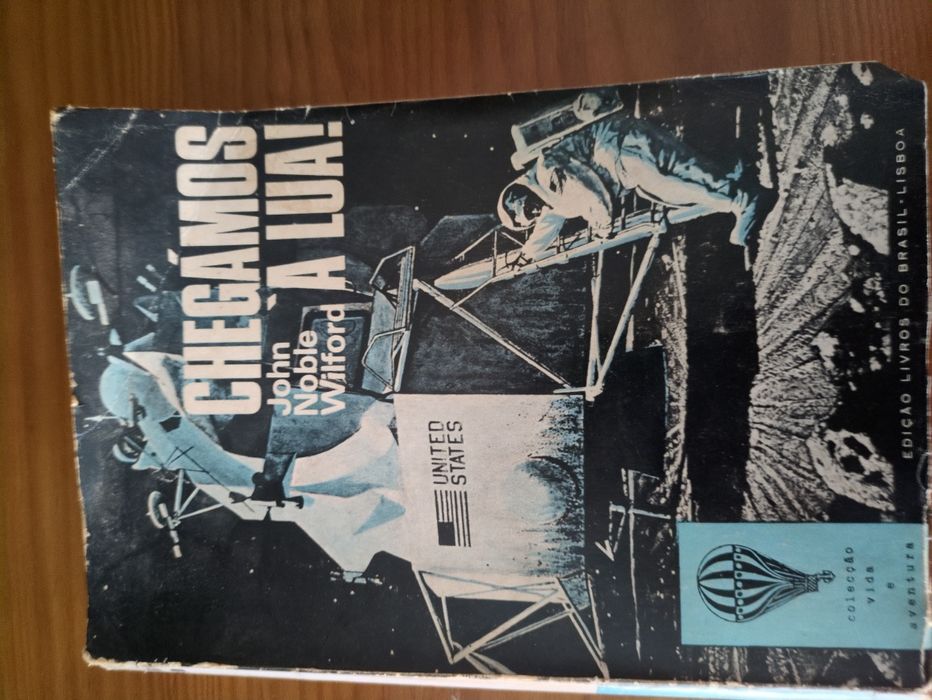 CHEGÁMOS
À LUA!
John
Noble
Wilford
UNITED
STATES
colecção
vida
e
aventura
EDIÇÃO LIVROS DO BRASIL · LISBOA